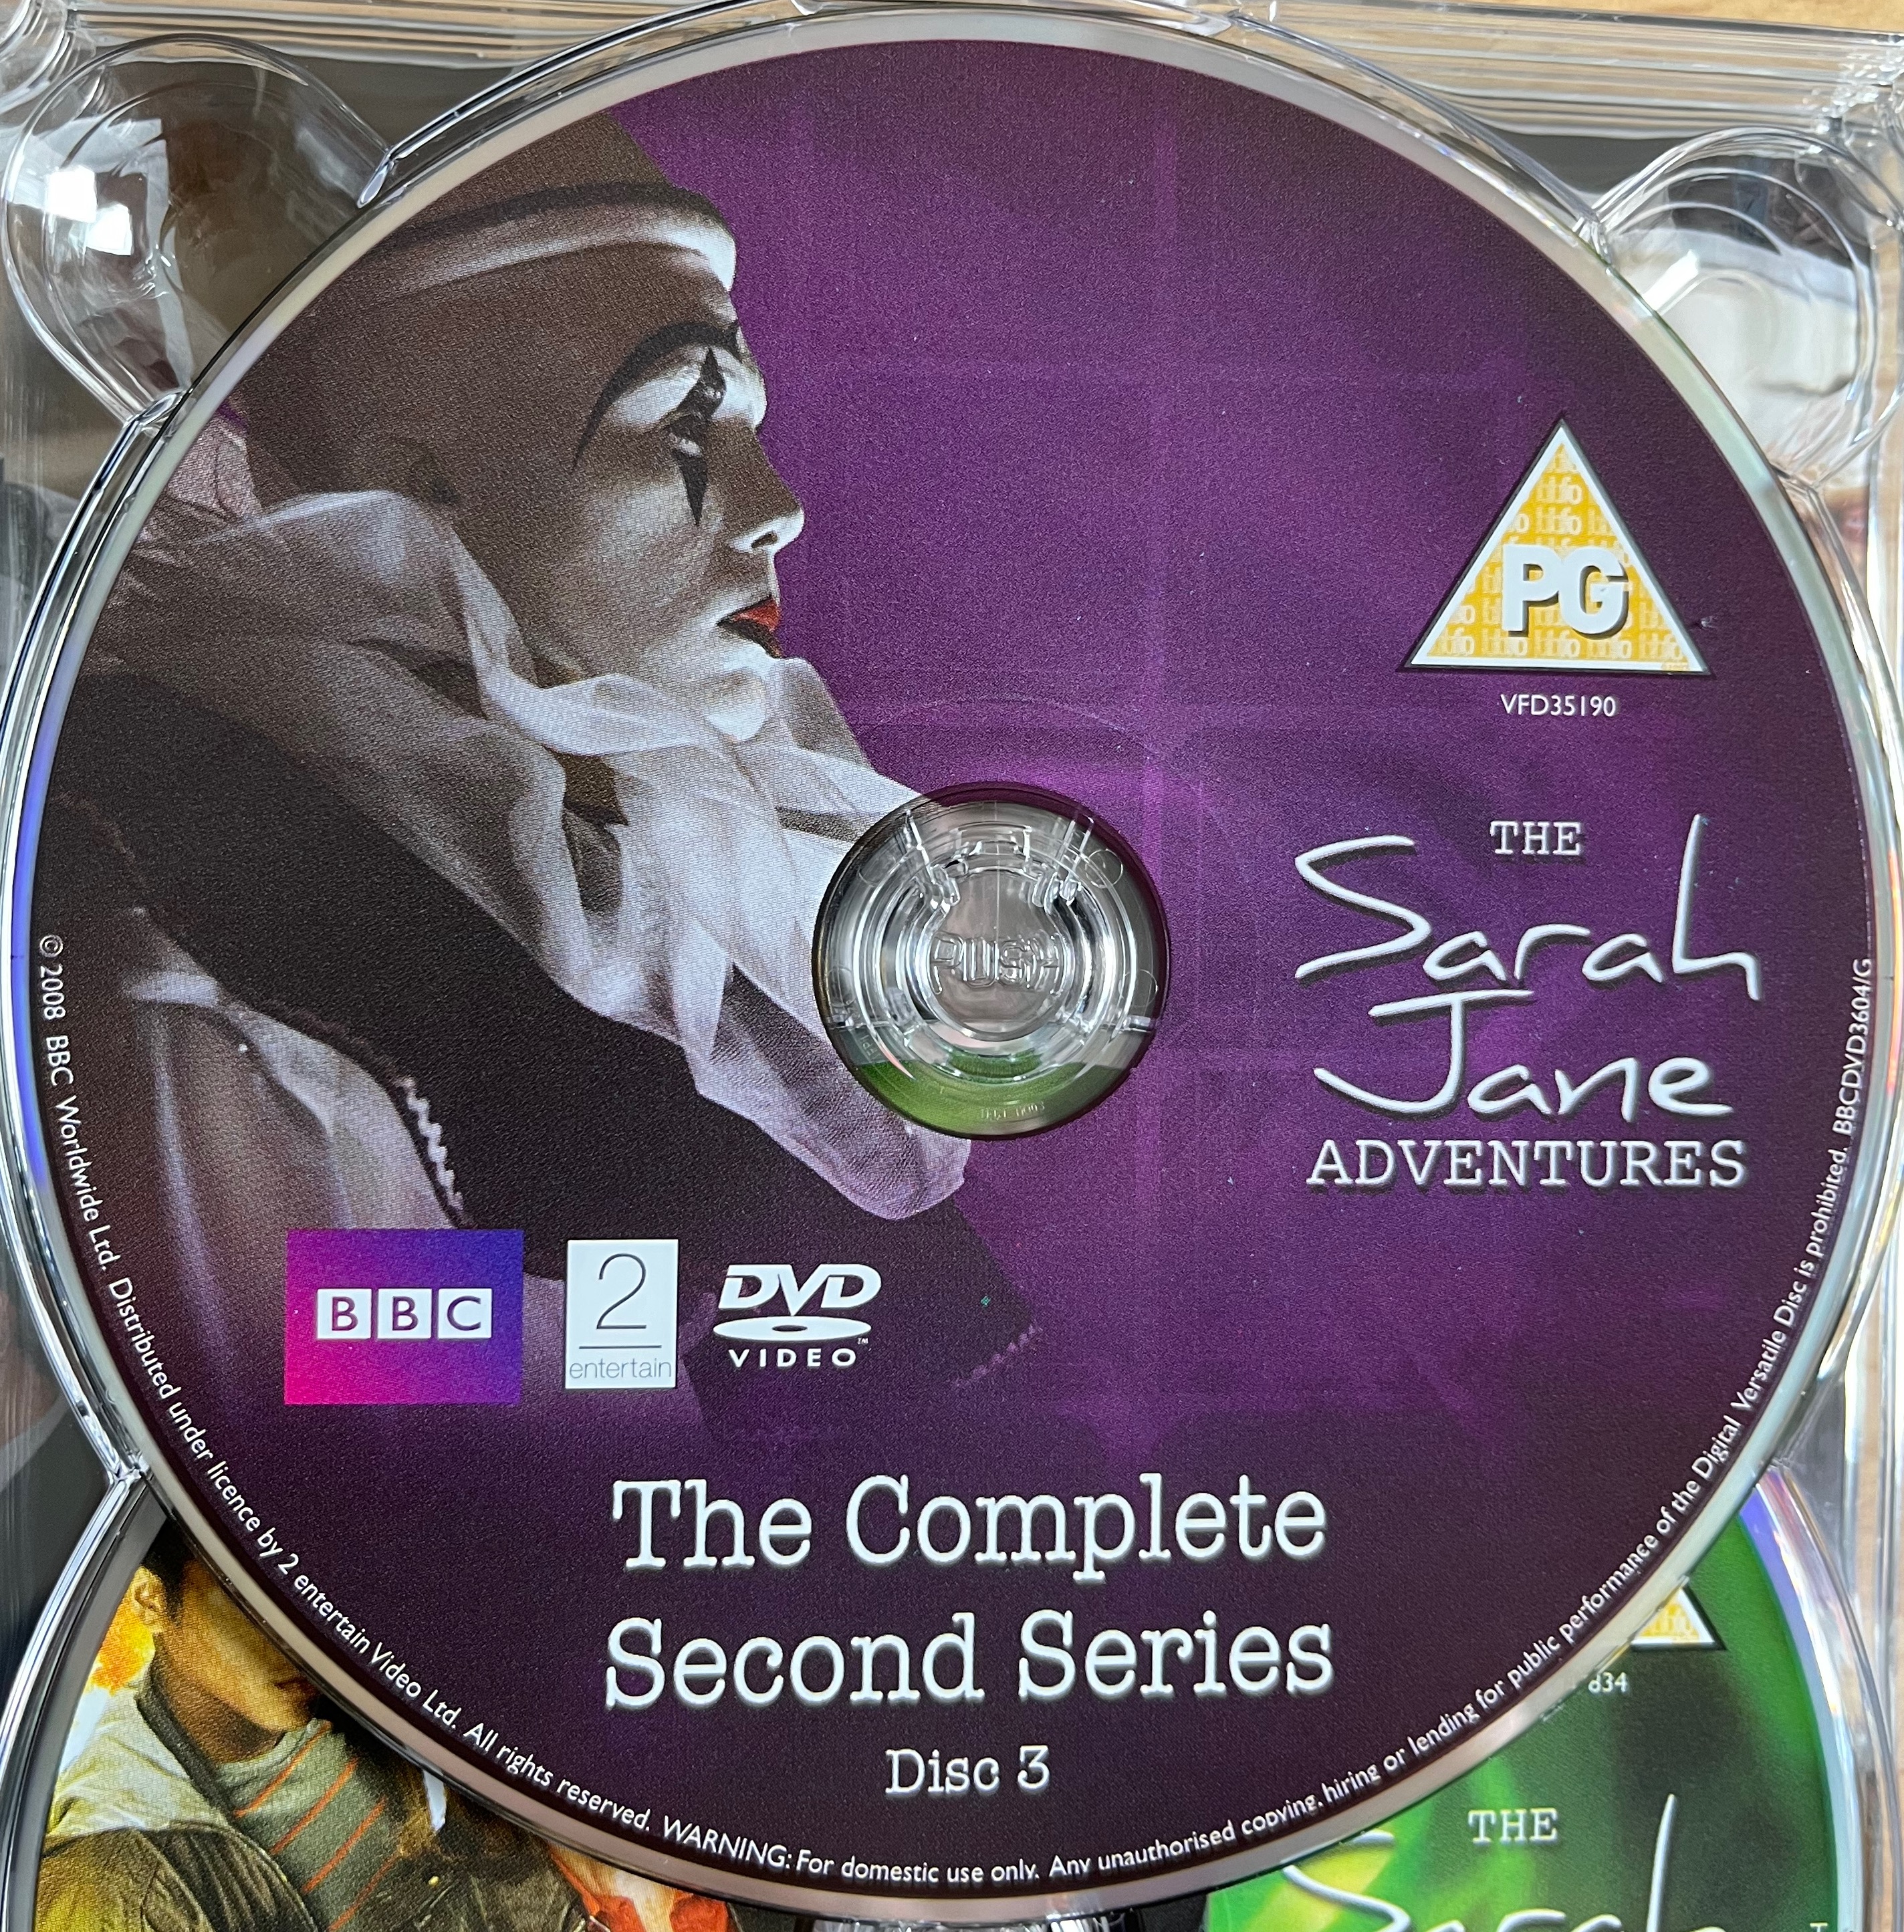 PG
VFD35190
THE
Sarah
Jane
ADVENTURES
PUSH
BBC
2
entertain
DVD
VIDEO
The Complete
Second Series
Disc 3
© 2008 BBC Worldwide Ltd. Distributed under licence by 2 entertain Video Ltd. All rights reserved. WARNING: For domestic use only. Any unauthorised copying, hiring or lending for public performance of the Digital Versatile Disc is prohibited. BBCDVD3604/G
834
THE
Sarah